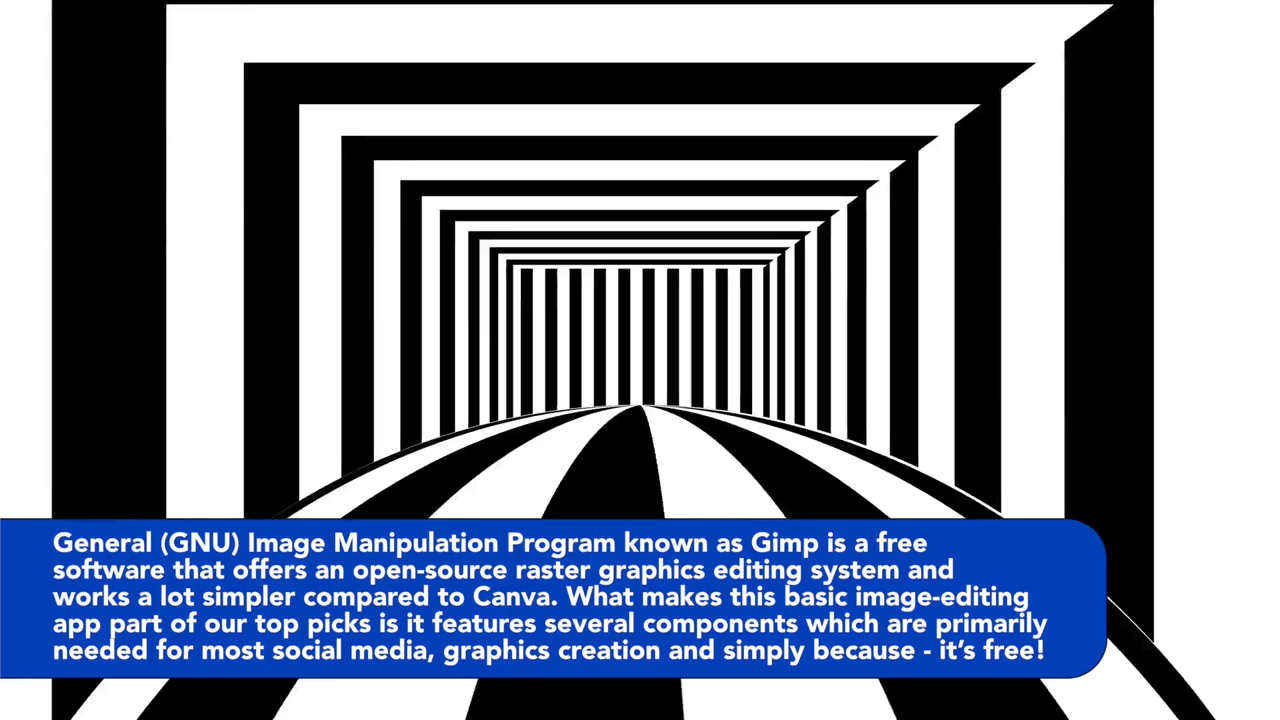 General (GNU) Image Manipulation Program known as Gimp is a free
software that offers an open-source raster graphics editing system and
works a lot simpler compared to Canva. What makes this basic image-editing
app part of our top picks is it features several components which are primarily
needed for most social media, graphics creation and simply because - it's free!